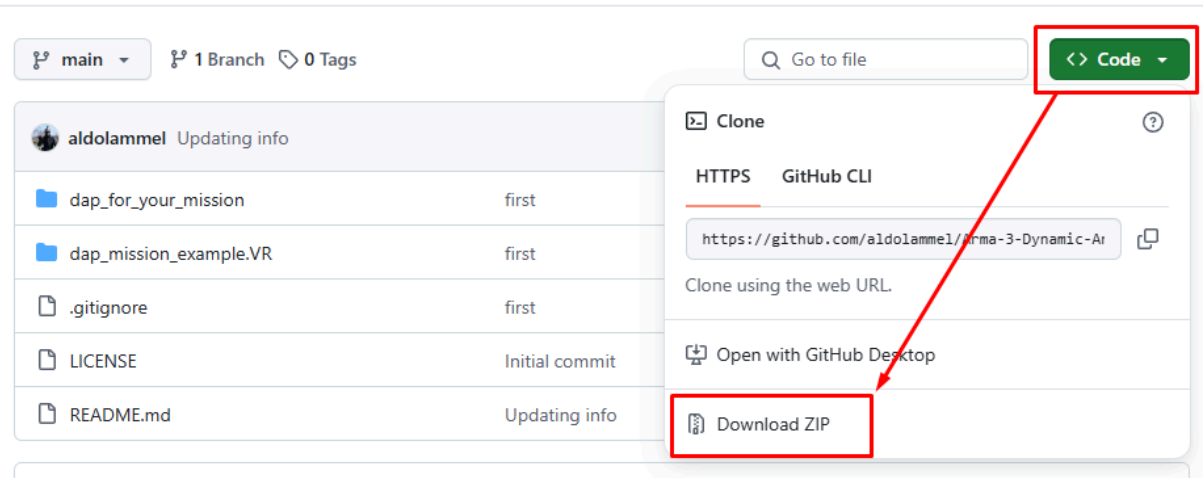 main 1 Branch 0 Tags Go to file Code
aldolammel Updating info
dap_for_your_mission first
dap_mission_example.VR first
.gitignore first
LICENSE Initial commit
README.md Updating info
Clone
HTTPS GitHub CLI
https://github.com/aldolammel/Arma-3-Dynamic-Ar
Clone using the web URL.
Open with GitHub Desktop
Download ZIP